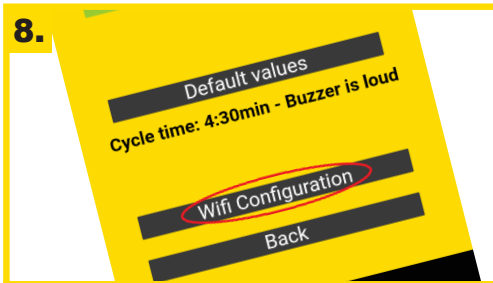 8.
Default values
Cycle time: 4:30min - Buzzer is loud
Wifi Configuration
Back